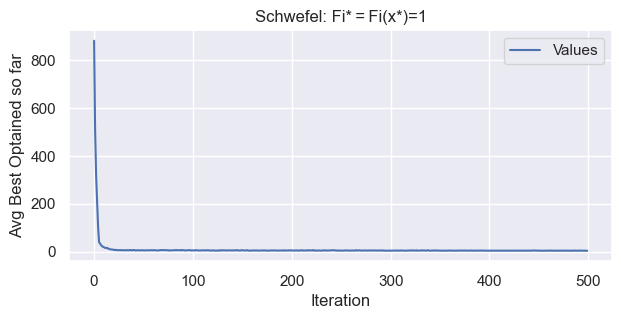 Schwefel: Fi* = Fi(x*)=1
Values
Avg Best Optained so far
800
600
400
200
0
0 100 200 300 400 500
Iteration